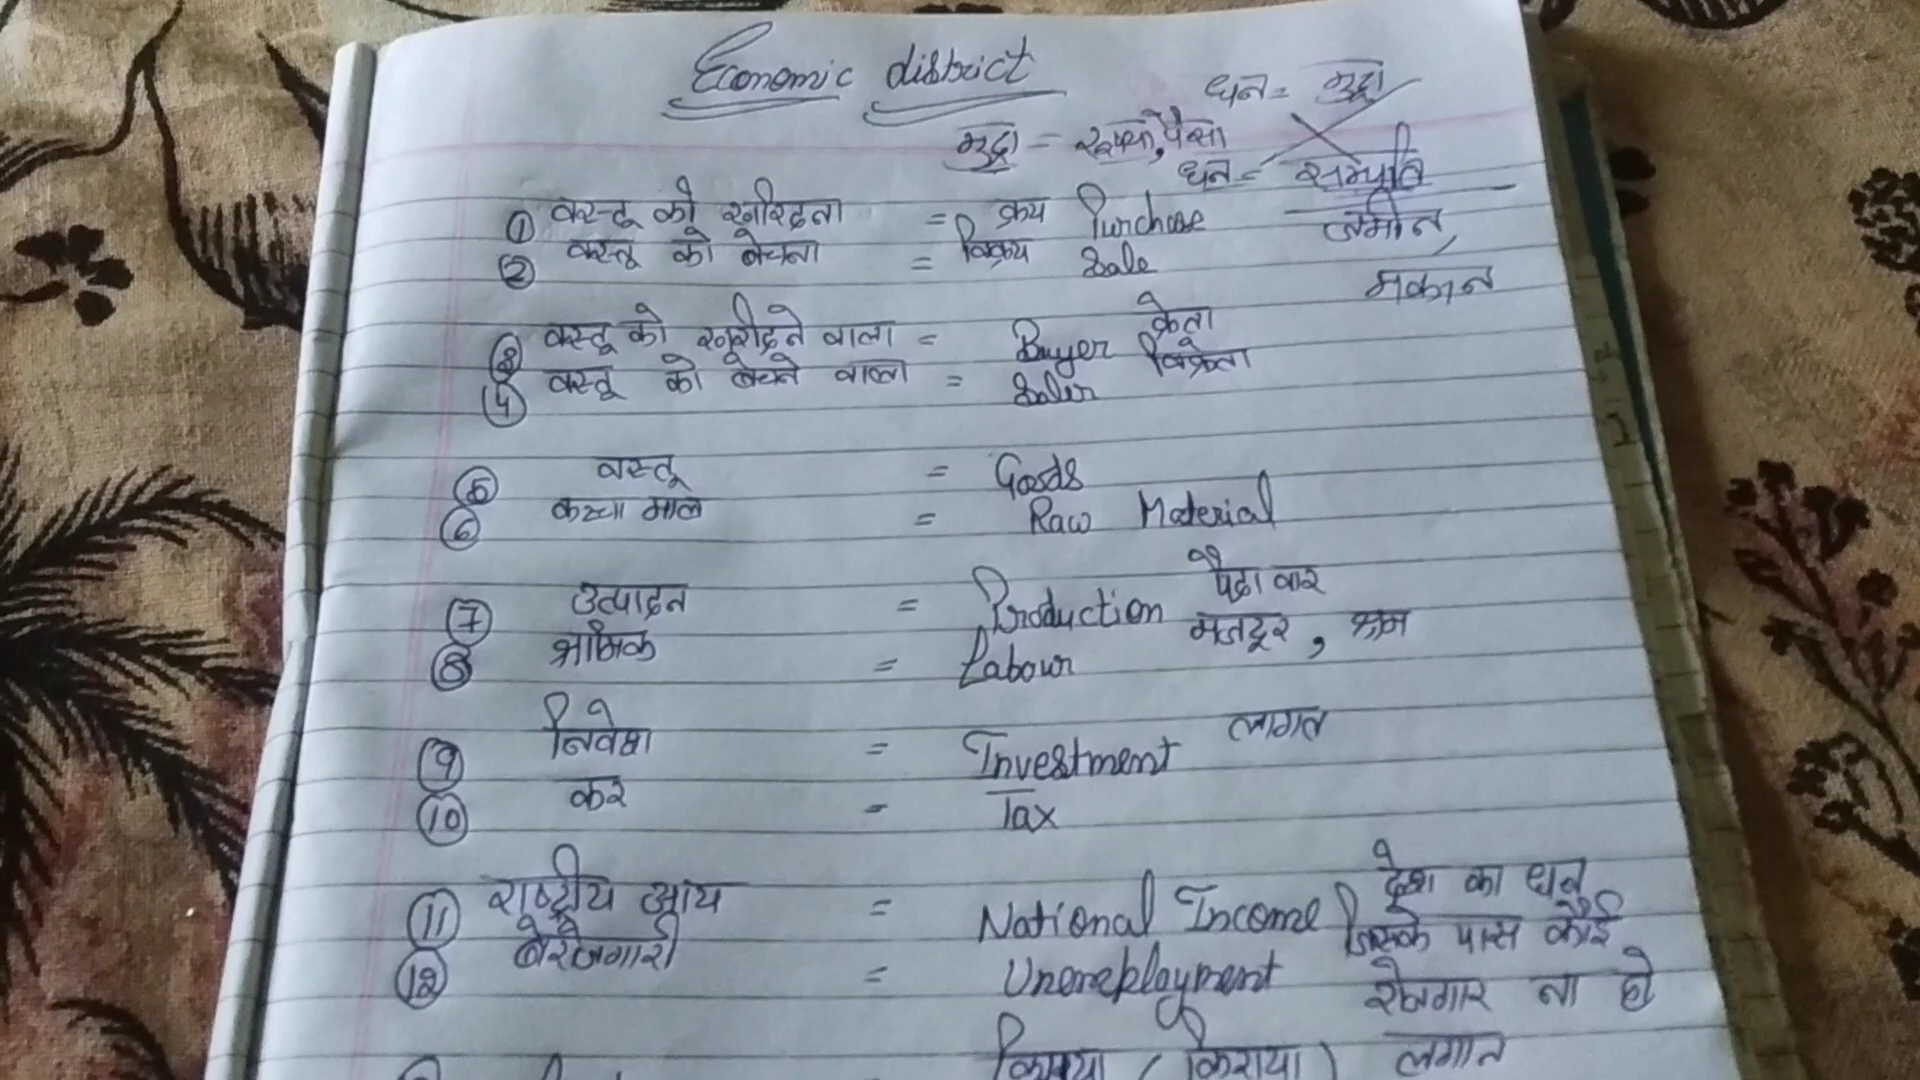 Economic district
धन = मुद्रा
मुद्रा = रुपया, पैसा
धन = सम्पति
जमीन,
मकान
① वस्तू को खरीदना = क्रय Purchase
② वस्तू को बेचना = विक्रय Sale
③ वस्तू को खरीदने वाला = Buyer क्रेता
④ वस्तू को बेचने वाला = Saler विक्रेता
⑤ वस्तू = Goods
⑥ कच्चा माल = Raw Material
⑦ उत्पादन = Production पैदा वार
⑧ श्रमिक = Labour मजदूर, श्रम
⑨ निवेश = Investment लागत
⑩ कर = Tax
⑪ राष्ट्रीय आय = National Income देश का धन
⑫ बेरोजगारी = Unomeployment जिसके पास कोई
रोजगार ना हो
(किराया) लगान